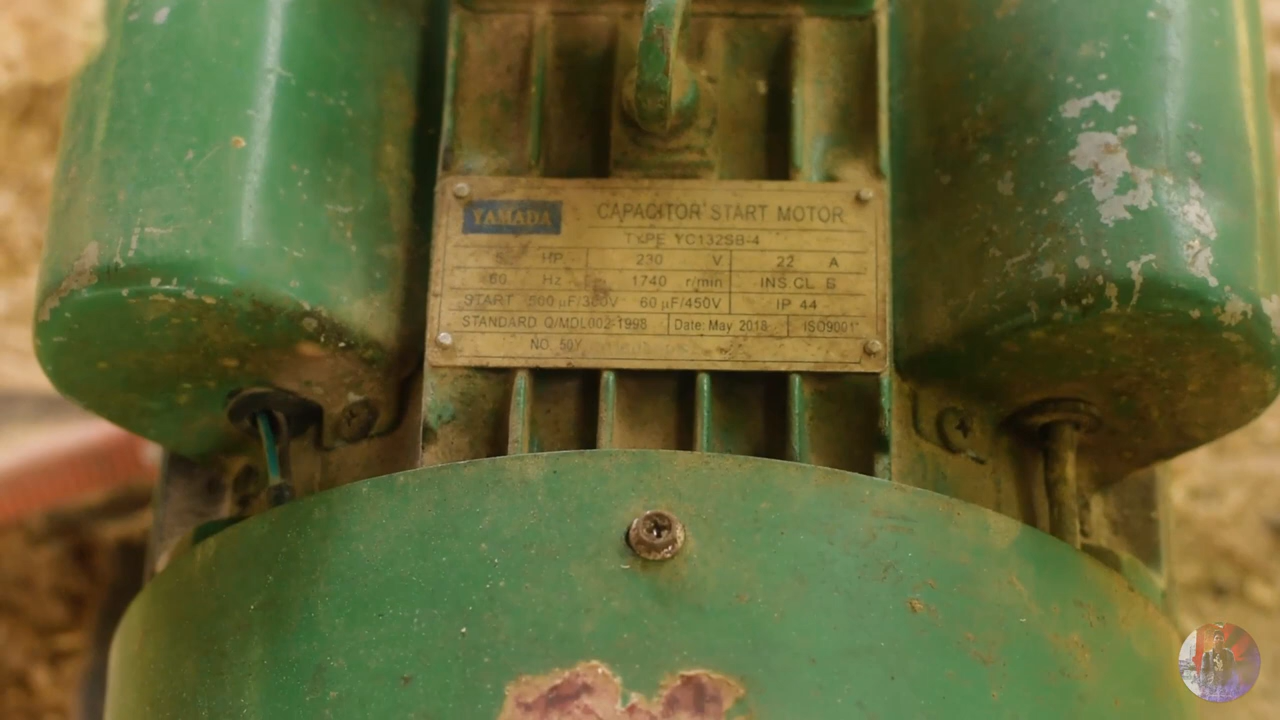 YAMADA CAPACITOR START MOTOR
TYPE YC132SB-4
5 HP 230 V 22 A
60 Hz 1740 r/min INS.CL B
START 500 µF/300V 60 µF/450V IP 44
STANDARD Q/MDL002-1998 Date: May 2018 ISO9001
NO.